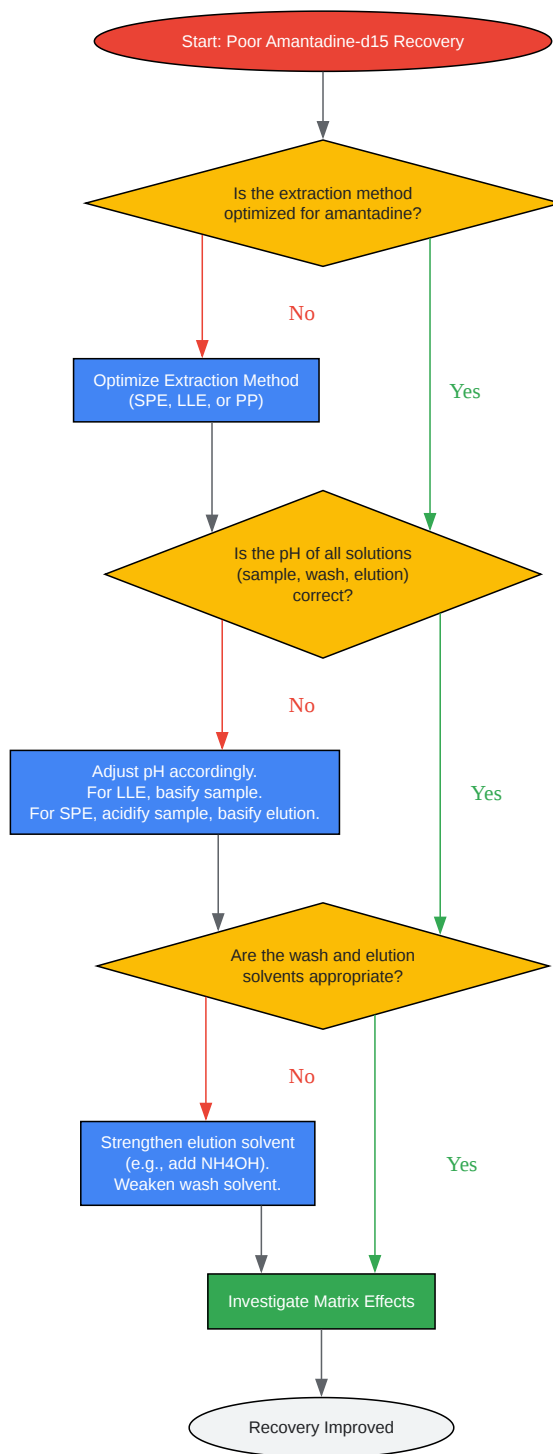 Start: Poor Amantadine-d15 Recovery
Is the extraction method
optimized for amantadine?
No
Optimize Extraction Method
(SPE, LLE, or PP)
Yes
Is the pH of all solutions
(sample, wash, elution)
correct?
No
Adjust pH accordingly.
For LLE, basify sample.
For SPE, acidify sample, basify elution.
Yes
Are the wash and elution
solvents appropriate?
No
Strengthen elution solvent
(e.g., add NH4OH).
Weaken wash solvent.
Yes
Investigate Matrix Effects
Recovery Improved